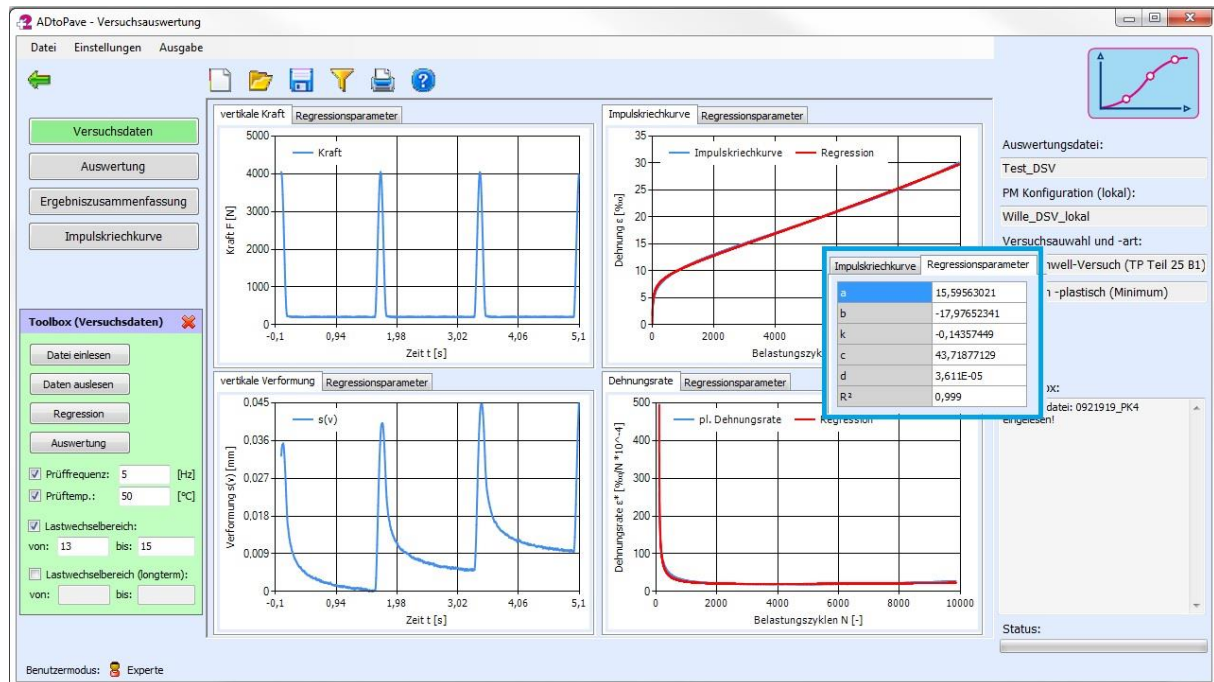 ADtoPave - Versuchsauswertung
Datei Einstellungen Ausgabe
Versuchsdaten
Auswertung
Ergebniszusammenfassung
Impulskriechkurve
Toolbox (Versuchsdaten)
Datei einlesen
Daten auslesen
Regression
Auswertung
Prüffrequenz: 5 [Hz]
Prüftemp.: 50 [°C]
Lastwechselbereich:
von: 13 bis: 15
Lastwechselbereich (longterm):
von: bis:
Benutzermodus: Experte
vertikale Kraft Regressionsparameter
Kraft
Kraft F [N]
5000
4000
3000
2000
1000
0
-0,1 0,94 1,98 3,02 4,06 5,1
Zeit t [s]
Impulskriechkurve Regressionsparameter
Impulskriechkurve Regression
Dehnung ε [‰]
35
30
25
20
15
10
5
0
0 2000 4000
Belastungszyk
Impulskriechkurve Regressionsparameter
a 15,59563021
b -17,97652341
k -0,14357449
c 43,71877129
d 3,611E-05
R² 0,999
vertikale Verformung Regressionsparameter
s(v)
Verformung s(v) [mm]
0,045
0,036
0,027
0,018
0,009
0
-0,1 0,94 1,98 3,02 4,06 5,1
Zeit t [s]
Dehnungsrate Regressionsparameter
pl. Dehnungsrate Regression
Dehnungsrate ε* [‰/N *10^-4]
500
400
300
200
100
0
0 2000 4000 6000 8000 10000
Belastungszyklen N [-]
Auswertungsdatei:
Test_DSV
PM Konfiguration (lokal):
Wille_DSV_lokal
Versuchsauwahl und -art:
nwell-Versuch (TP Teil 25 B1)
-plastisch (Minimum)
ox:
datei: 0921919_PK4
eingelesen!
Status: